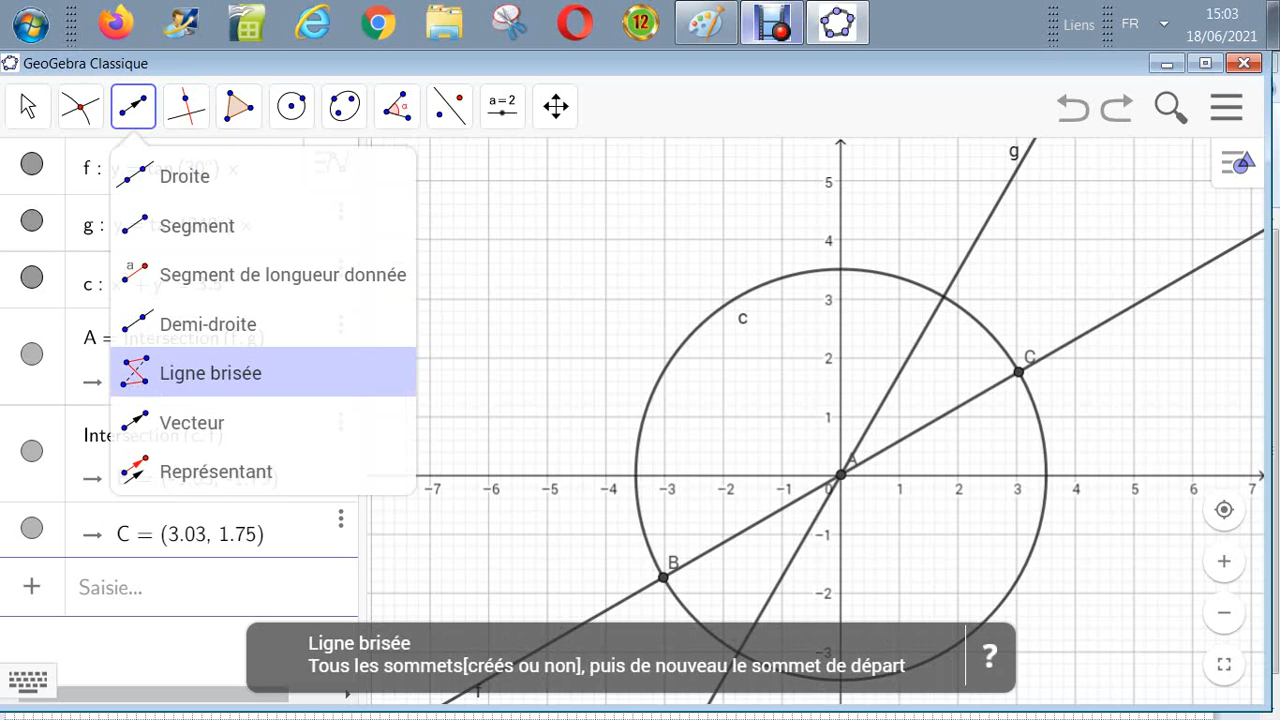 Liens
FR
15:03
18/06/2021
12
GeoGebra Classique
a=2
α
f : y = tan (30°) x
Droite
g :
Segment
a
Segment de longueur donnée
c :
Demi-droite
A = Intersection (f, g)
Ligne brisée
Vecteur
Intersection (c, f)
Représentant
C = (3.03, 1.75)
Saisie...
g
5
4
3
c
2
C
1
A
-7 -6 -5 -4 -3 -2 -1 0 1 2 3 4 5 6 7
-1
B
-2
-3
f
Ligne brisée
Tous les sommets[créés ou non], puis de nouveau le sommet de départ
?